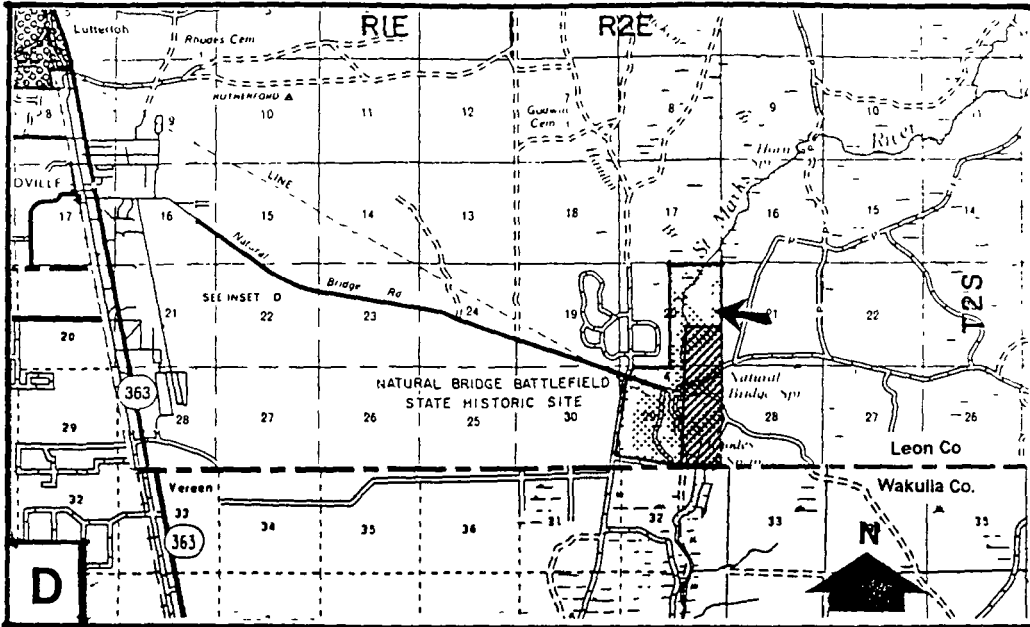 R1E R2E
Lutterloh
Rhodes Cem
RUTHERFORD
8 9 10 11 12 7 8 9 10
Cem
River
St Marks
DVILLE
LINE
17 16 15 14 13 18 17 16 15 14
Natural Bridge Rd
SEE INSET D
T2S
20 21 22 23 24 19 20 21 22
NATURAL BRIDGE BATTLEFIELD
STATE HISTORIC SITE
Natural
Bridge Spr
363
29 28 27 26 25 30 29 28 27 26
Leon Co
Wakulla Co.
Vereen
32 33 34 35 36 31 32 33 35
363
N
D